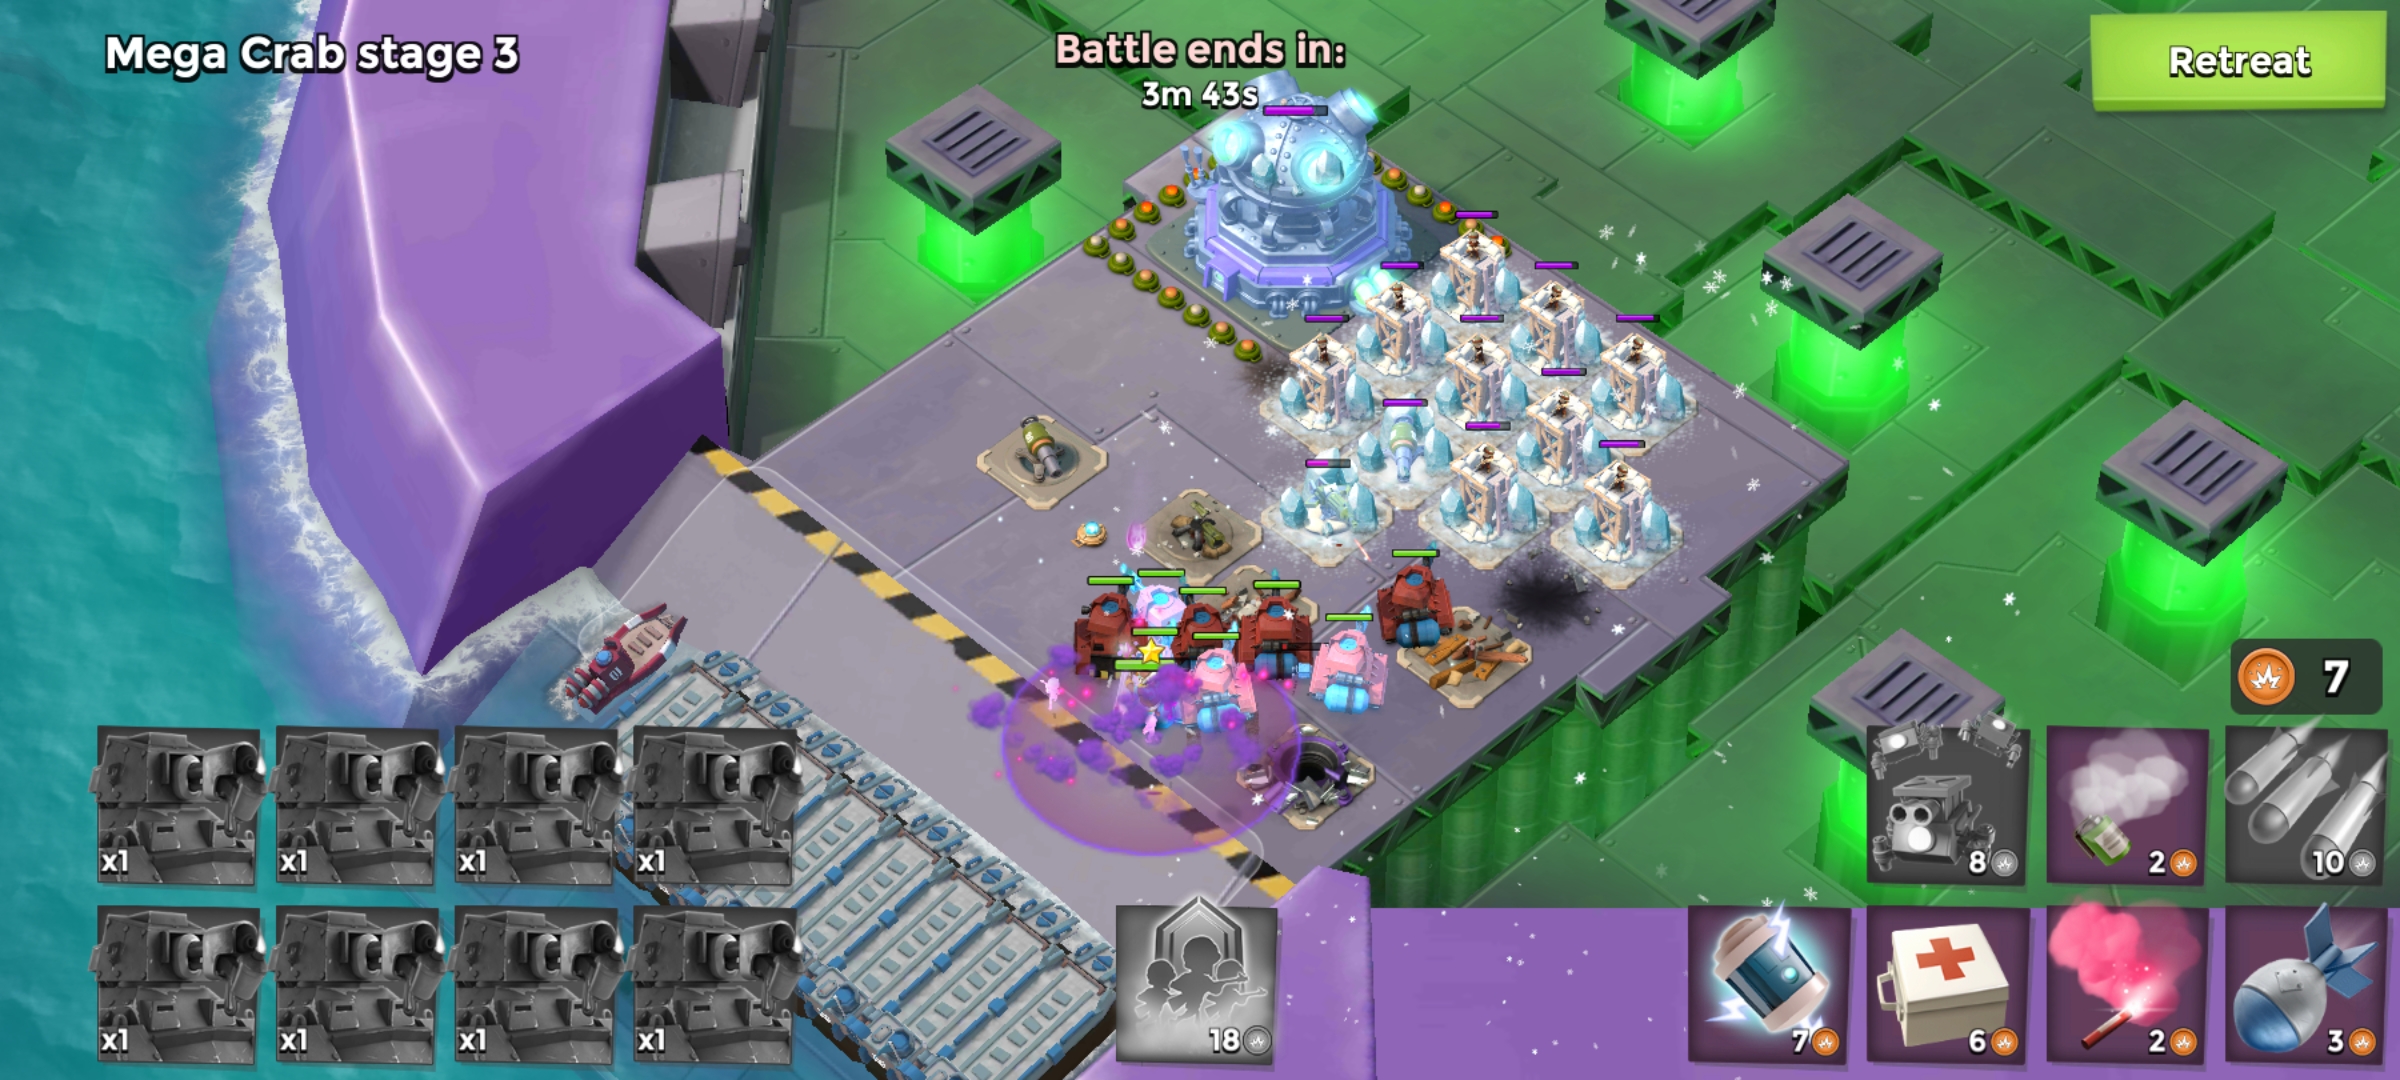 Mega Crab stage 3
Battle ends in:
3m 43s
Retreat
7
x1
x1
x1
x1
8
2
10
x1
x1
x1
x1
18
7
6
2
3